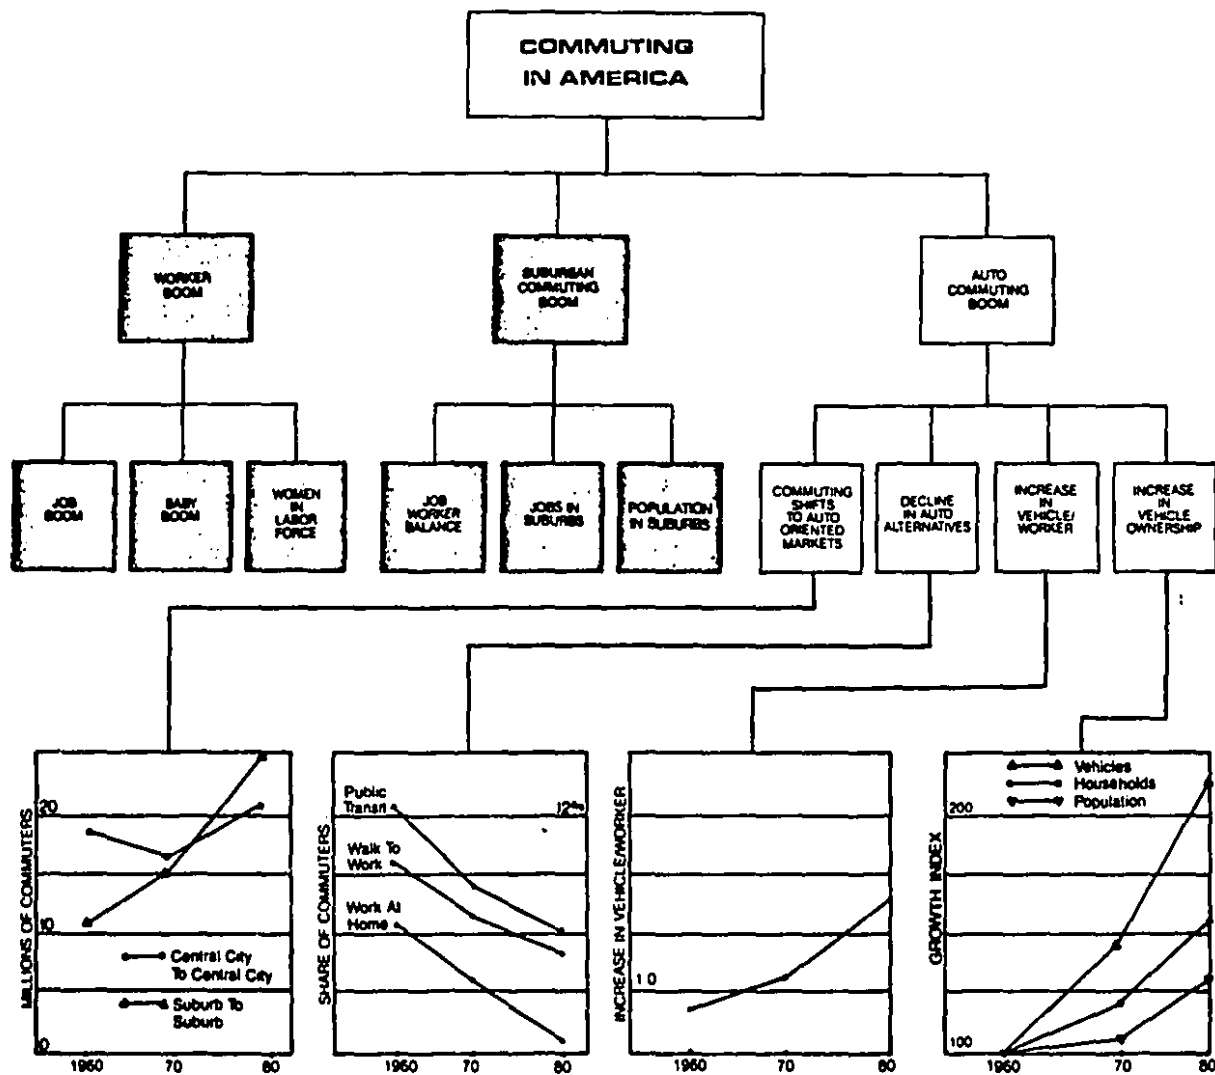 COMMUTING
IN AMERICA
WORKER
BOOM
SUBURBAN
COMMUTING
BOOM
AUTO
COMMUTING
BOOM
JOB
BOOM
BABY
BOOM
WOMEN
IN
LABOR
FORCE
JOB
WORKER
BALANCE
JOBS IN
SUBURBS
POPULATION
IN SUBURBS
COMMUTING
SHIFTS
TO AUTO
ORIENTED
MARKETS
DECLINE
IN AUTO
ALTERNATIVES
INCREASE
IN
VEHICLE/
WORKER
INCREASE
IN
VEHICLE
OWNERSHIP
MILLIONS OF COMMUTERS
20
10
0
Central City
To Central City
Suburb To
Suburb
1960 70 80
SHARE OF COMMUTERS
Public
Transit
12%
Walk To
Work
Work At
Home
1960 70 80
INCREASE IN VEHICLE/WORKER
1 0
1960 70 80
GROWTH INDEX
Vehicles
Households
Population
200
100
1960 70 80